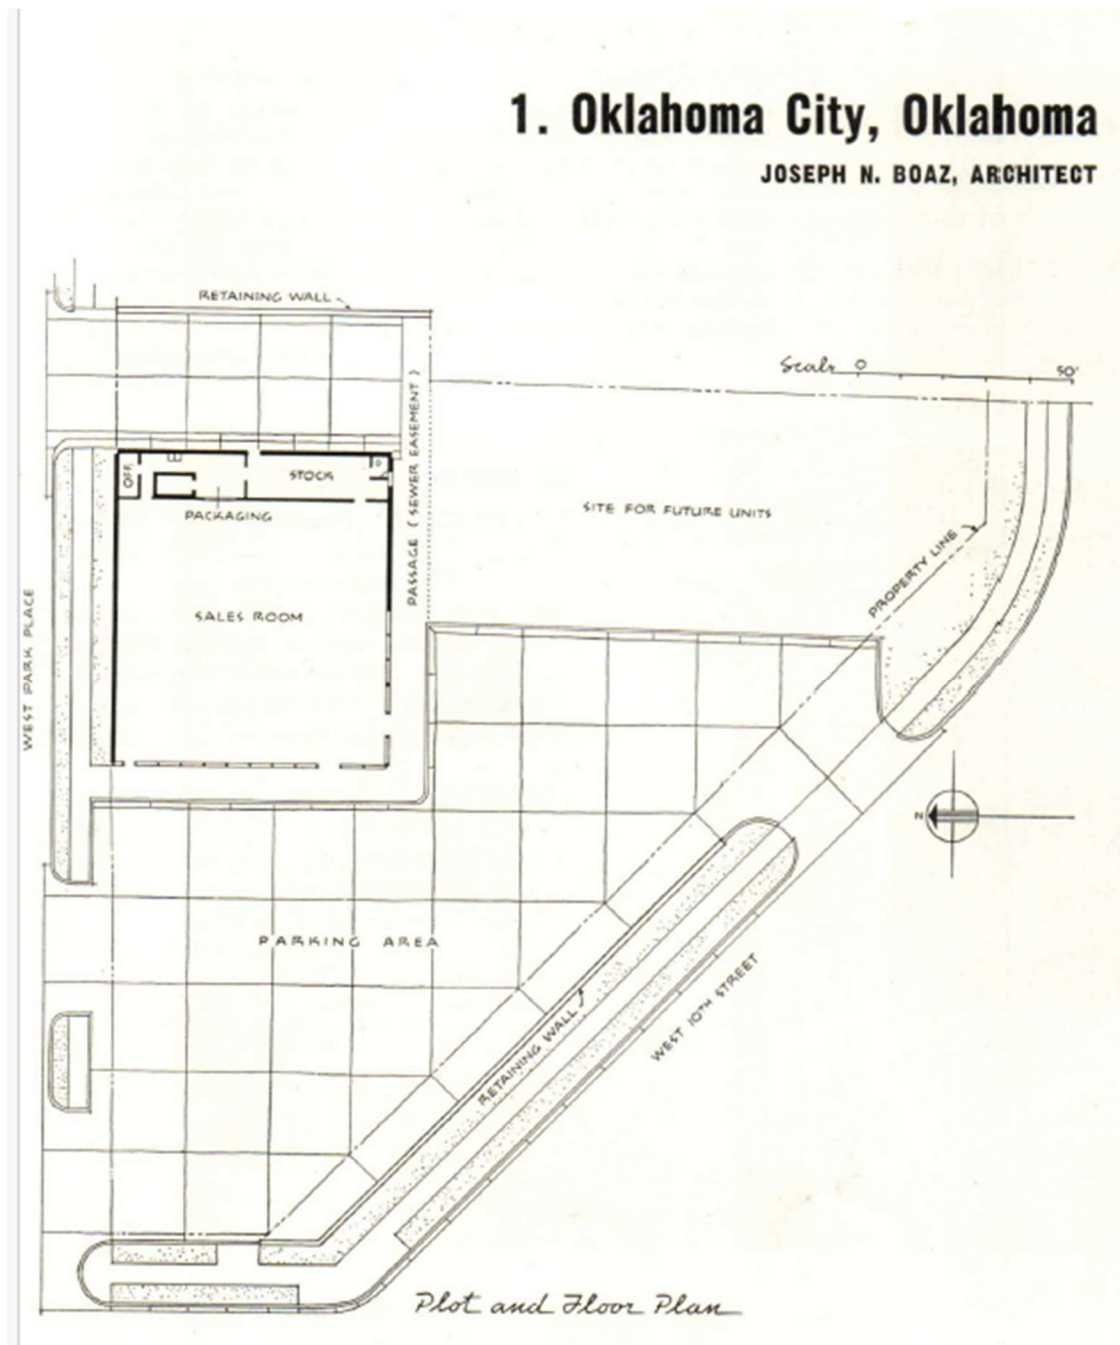 1. Oklahoma City, Oklahoma
JOSEPH N. BOAZ, ARCHITECT
RETAINING WALL
Scale 0 50'
PASSAGE (SEWER EASEMENT)
OFF.
STOCK
PACKAGING
SITE FOR FUTURE UNITS
PROPERTY LINE
SALES ROOM
WEST PARK PLACE
N
PARKING AREA
RETAINING WALL
WEST 10TH STREET
Plot and Floor Plan